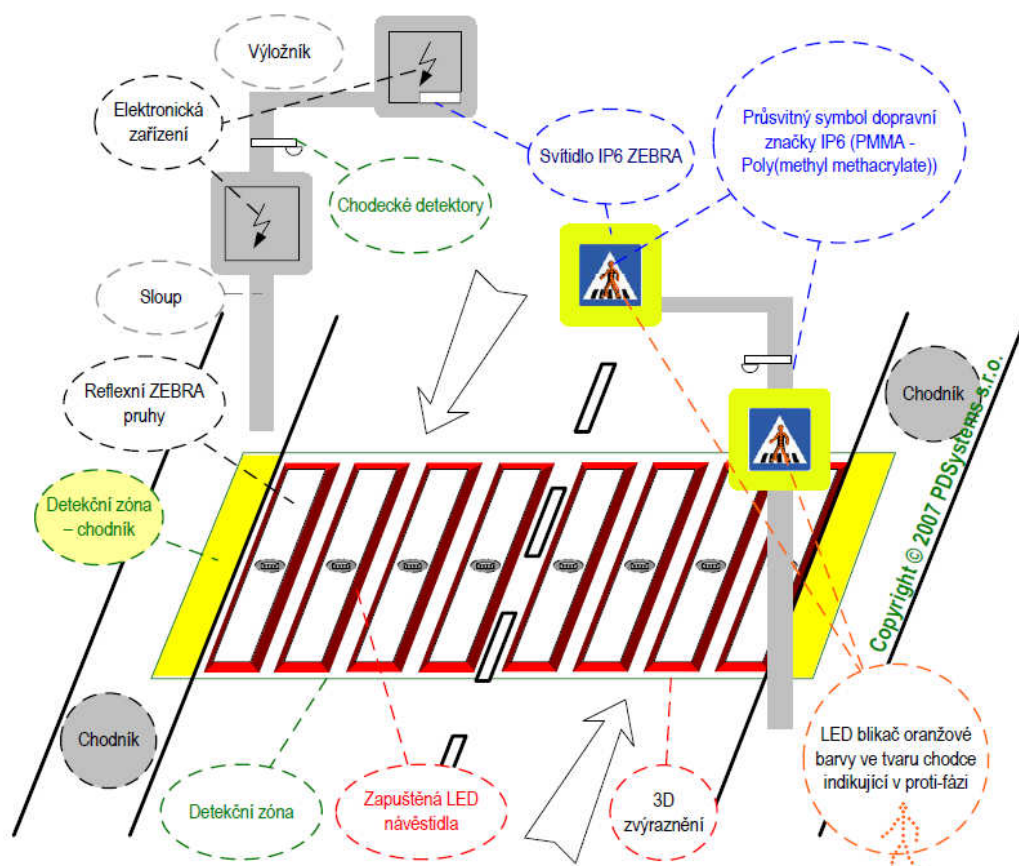 Výložník
Elektronická
zařízení
Svítidlo IP6 ZEBRA
Průsvitný symbol dopravní
značky IP6 (PMMA -
Poly(methyl methacrylate))
Chodecké detektory
Sloup
Reflexní ZEBRA
pruhy
Chodník
Detekční zóna
– chodník
Copyright © 2007 PDSystems s.r.o.
Chodník
Detekční zóna
Zapuštěná LED
návěstidla
3D
zvýraznění
LED blikač oranžové
barvy ve tvaru chodce
indikující v proti-fázi